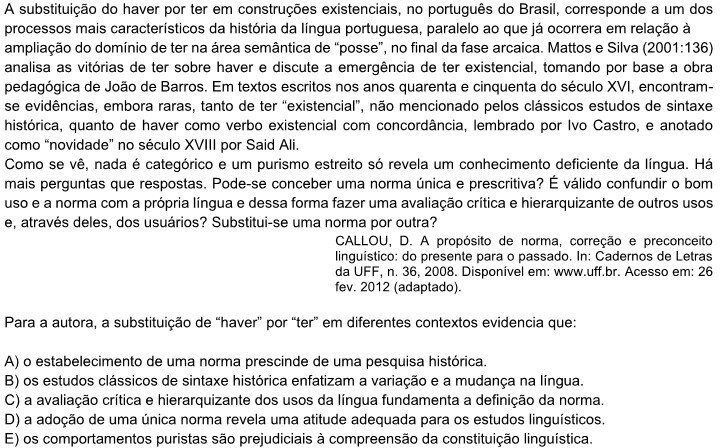 A substituição do haver por ter em construções existenciais, no português do Brasil, corresponde a um dos
processos mais característicos da história da língua portuguesa, paralelo ao que já ocorrera em relação à
ampliação do domínio de ter na área semântica de “posse”, no final da fase arcaica. Mattos e Silva (2001:136)
analisa as vitórias de ter sobre haver e discute a emergência de ter existencial, tomando por base a obra
pedagógica de João de Barros. Em textos escritos nos anos quarenta e cinquenta do século XVI, encontram-
se evidências, embora raras, tanto de ter “existencial”, não mencionado pelos clássicos estudos de sintaxe
histórica, quanto de haver como verbo existencial com concordância, lembrado por Ivo Castro, e anotado
como “novidade” no século XVIII por Said Ali.
Como se vê, nada é categórico e um purismo estreito só revela um conhecimento deficiente da língua. Há
mais perguntas que respostas. Pode-se conceber uma norma única e prescritiva? É válido confundir o bom
uso e a norma com a própria língua e dessa forma fazer uma avaliação crítica e hierarquizante de outros usos
e, através deles, dos usuários? Substitui-se uma norma por outra?
CALLOU, D. A propósito de norma, correção e preconceito
linguístico: do presente para o passado. In: Cadernos de Letras
da UFF, n. 36, 2008. Disponível em: www.uff.br. Acesso em: 26
fev. 2012 (adaptado).
Para a autora, a substituição de “haver” por “ter” em diferentes contextos evidencia que:
A) o estabelecimento de uma norma prescinde de uma pesquisa histórica.
B) os estudos clássicos de sintaxe histórica enfatizam a variação e a mudança na língua.
C) a avaliação crítica e hierarquizante dos usos da língua fundamenta a definição da norma.
D) a adoção de uma única norma revela uma atitude adequada para os estudos linguísticos.
E) os comportamentos puristas são prejudiciais à compreensão da constituição linguística.